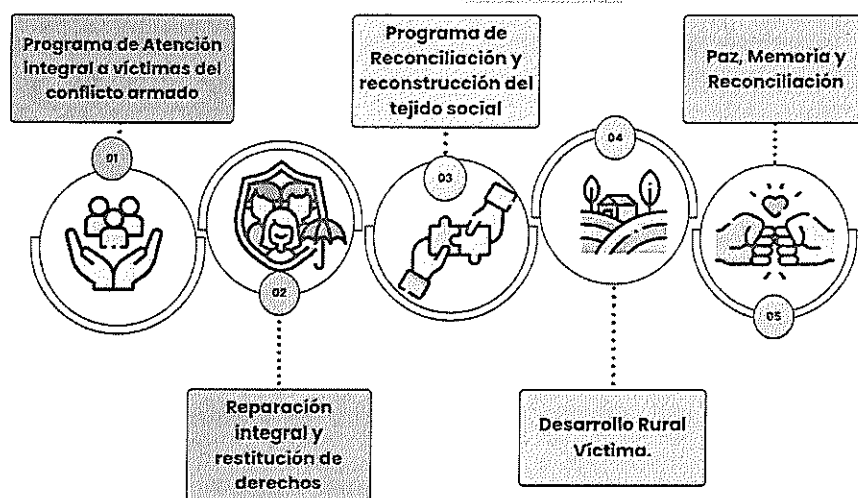 Programa de Atención
Integral a víctimas del
conflicto armado
01
02
Reparación
integral y
restitución de
derechos
Programa de
Reconciliación y
reconstrucción del
tejido social
03
04
Desarrollo Rural
Víctima.
Paz, Memoria y
Reconciliación
05